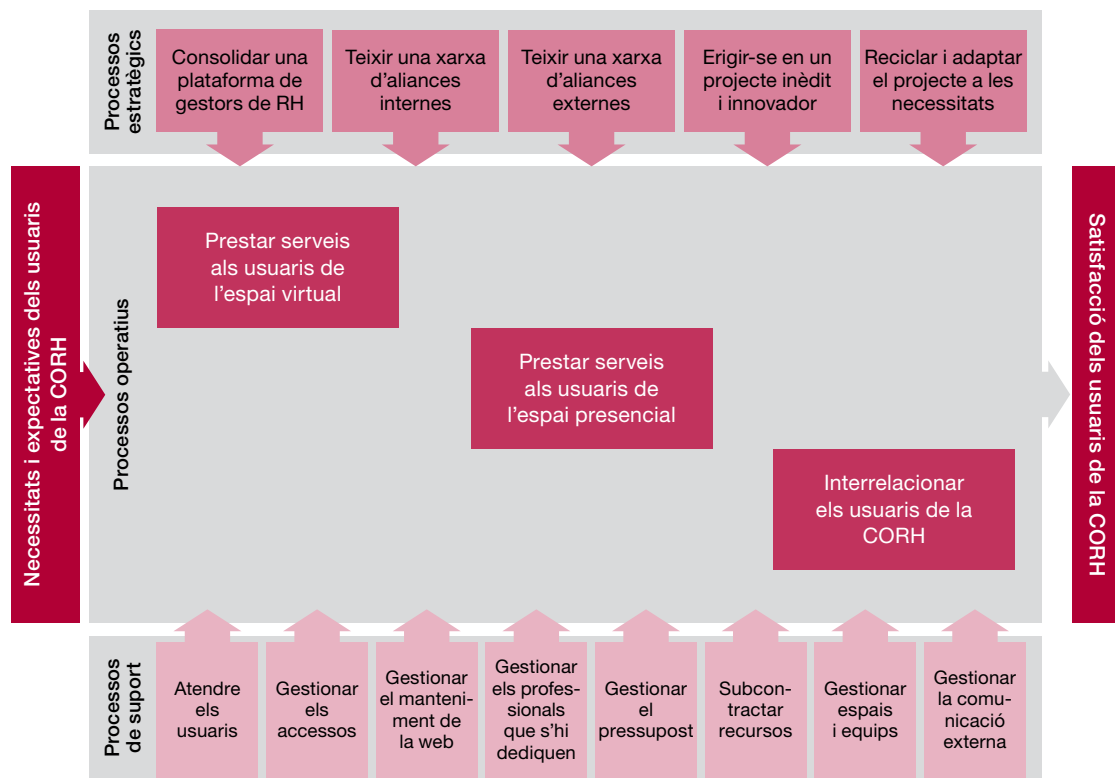 Processos
estratègics
Consolidar una
plataforma de
gestors de RH
Teixir una xarxa
d’aliances
internes
Teixir una xarxa
d’aliances
externes
Erigir-se en un
projecte inèdit
i innovador
Reciclar i adaptar
el projecte a les
necessitats
Necessitats i expectatives dels usuaris
de la CORH
Processos operatius
Prestar serveis
als usuaris de
l’espai virtual
Prestar serveis
als usuaris de
l’espai presencial
Interrelacionar
els usuaris de la
CORH
Satisfacció dels usuaris de la CORH
Processos
de suport
Atendre
els
usuaris
Gestionar
els
accessos
Gestionar
el manteni-
ment de
la web
Gestionar
els profes-
sionals
que s’hi
dediquen
Gestionar
el
pressupost
Subcon-
tractar
recursos
Gestionar
espais
i equips
Gestionar
la comu-
nicació
externa